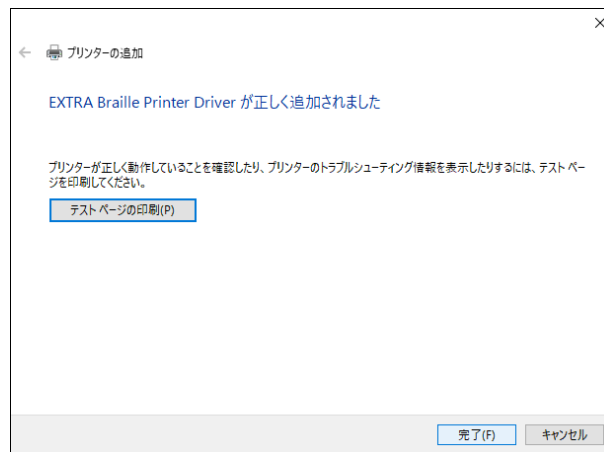 プリンターの追加
EXTRA Braille Printer Driver が正しく追加されました
プリンターが正しく動作していることを確認したり、プリンターのトラブルシューティング情報を表示したりするには、テスト ペー
ジを印刷してください。
テスト ページの印刷(P)
完了(F) キャンセル